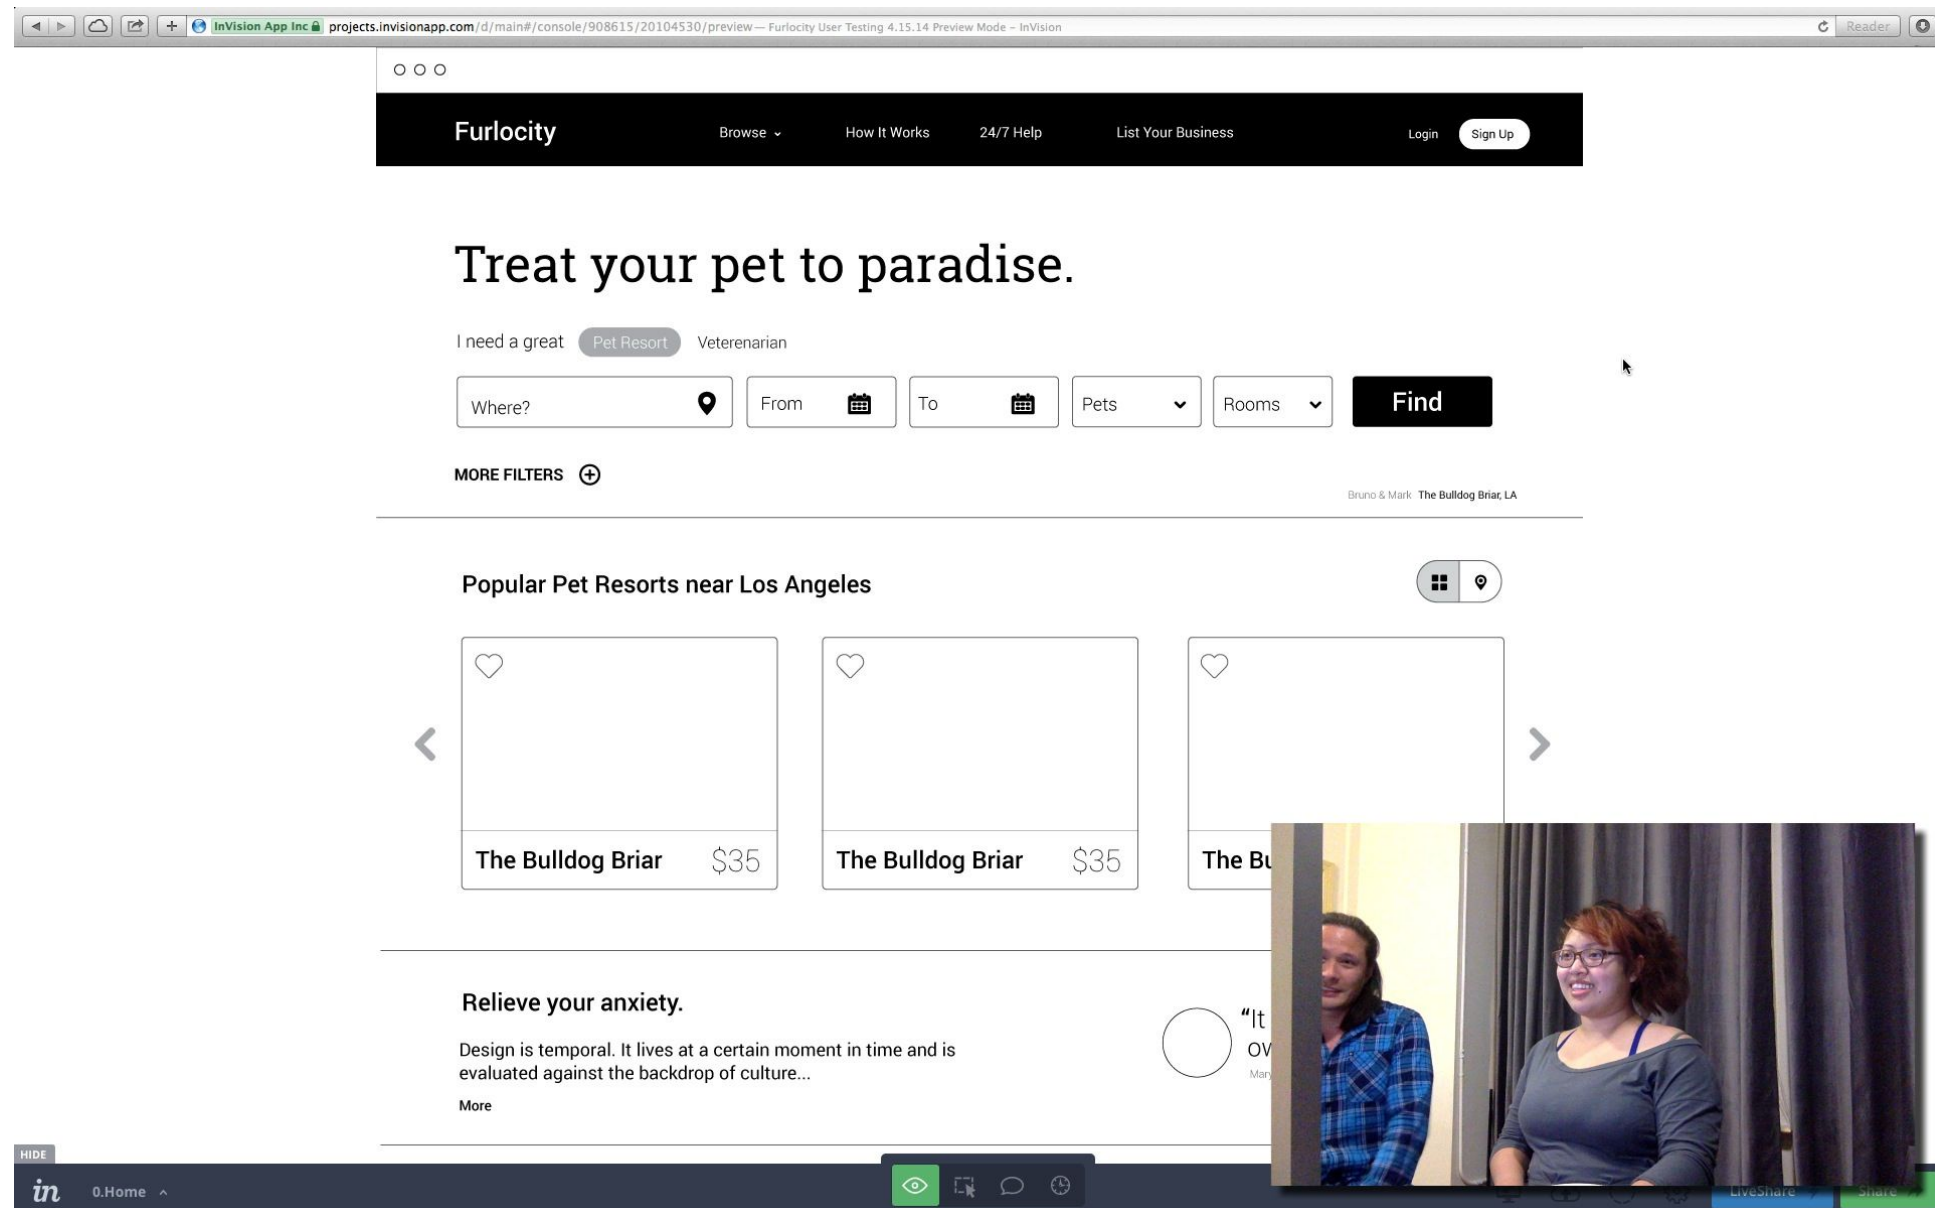 InVision App Inc projects.invisionapp.com/d/main#/console/908615/20104530/preview — Furlocity User Testing 4.15.14 Preview Mode – InVision
Reader
Furlocity
Browse
How It Works
24/7 Help
List Your Business
Login
Sign Up
Treat your pet to paradise.
I need a great Pet Resort Veterenarian
Where?
From
To
Pets
Rooms
Find
MORE FILTERS
Bruno & Mark The Bulldog Briar, LA
Popular Pet Resorts near Los Angeles
The Bulldog Briar $35
The Bulldog Briar $35
The Bu
Relieve your anxiety.
Design is temporal. It lives at a certain moment in time and is
evaluated against the backdrop of culture...
More
“It
Mary
HIDE
in
0.Home
LiveShare
Share